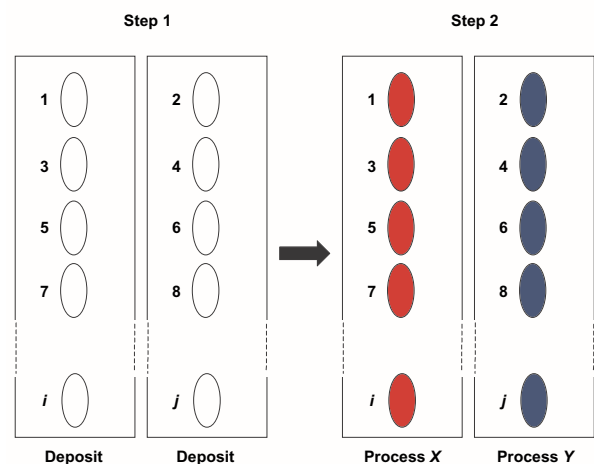 Step 1 Step 2
1 2 1 2
3 4 3 4
5 6 5 6
7 8 7 8
i j i j
Deposit Deposit Process X Process Y